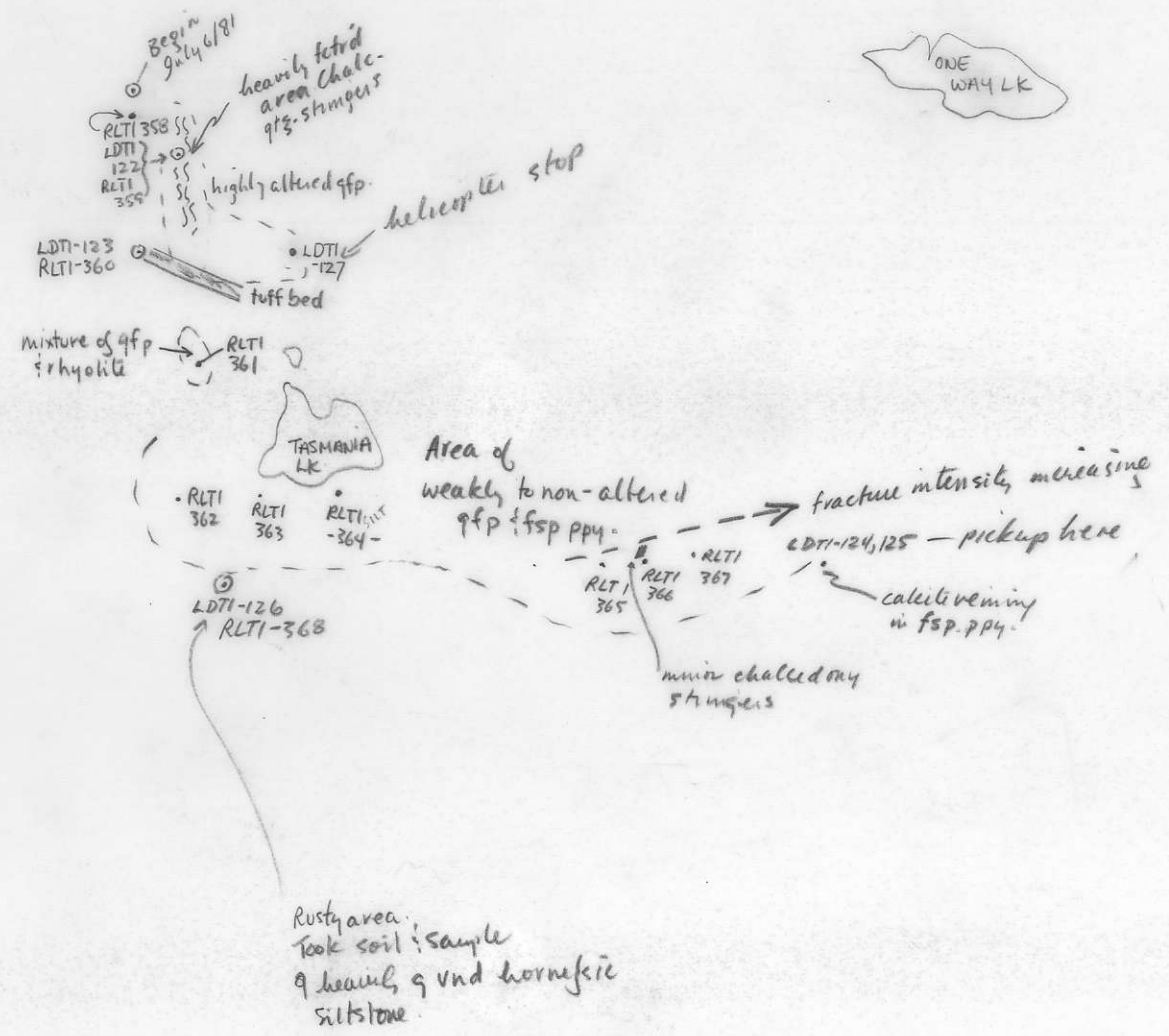 Begin
July 6/81
heavily fctr'd
area chalc-
qtz-stringers
ONE
WAY LK
RLTI 358
LDTI
122
RLTI
359
highly altered qfp.
helicopter stop
LDTI-123
RLTI-360
LDTI
-127
tuff bed
mixture of qfp
& rhyolite
RLTI
361
TASMANIA
LK
Area of
weakly to non-altered
qfp & fsp ppy.
fracture intensity increasing
RLTI
362
RLTI
363
RLTI SILT
-364-
RLTI
365
RLTI
366
RLTI
367
LDTI-124,125 — pickup here
calcite veining
in fsp. ppy.
LDTI-126
RLTI-368
minor chalcedony
stringers
Rusty area.
Took soil & sample
of heavily q vnd hornefsic
siltstone